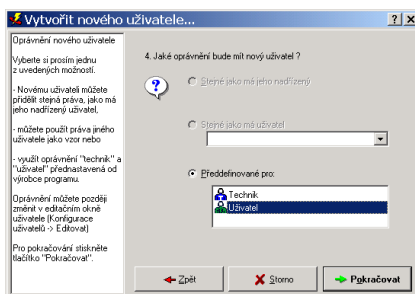 Vytvořit nového uživatele...
Oprávnění nového uživatele
Vyberte si prosím jednu
z uvedených možností.
- Novému uživateli můžete
přidělit stejná práva, jako má
jeho nadřízený uživatel,
- můžete použít práva jiného
uživatele jako vzor nebo
- využít oprávnění "technik" a
"uživatel" přednastavená od
výrobce programu.
Oprávnění můžete později
změnit v editačním okně
uživatele (Konfigurace
uživatelů -> Editovat)
Pro pokračování stiskněte
tlačítko "Pokračovat".
4. Jaké oprávnění bude mít nový uživatel ?
Stejné jako má jeho nadřízený
Stejné jako má uživatel
Předdefinované pro:
Technik
Uživatel
Zpět
Storno
Pokračovat